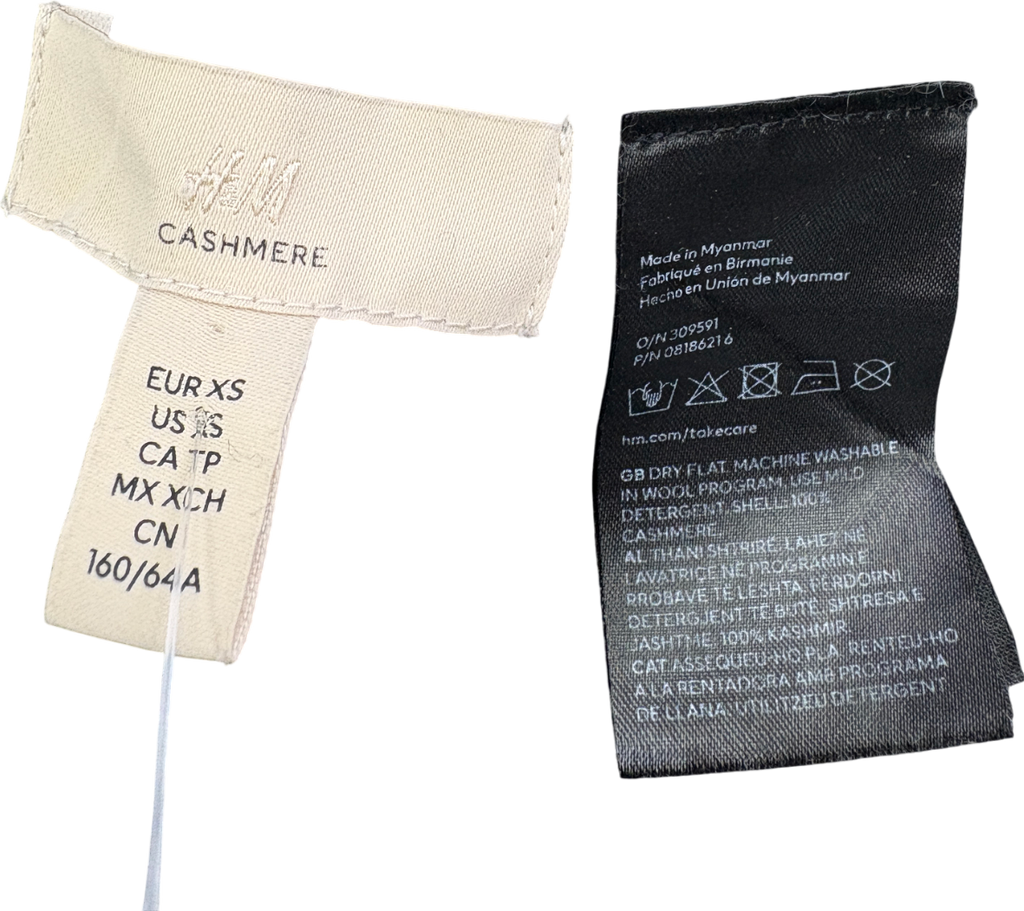 H&M
CASHMERE
EUR XS
US XS
CA TP
MX XCH
CN
160/64A
Made in Myanmar
Fabriqué en Birmanie
Hecho en Unión de Myanmar
O/N 309591
P/N 0818621 6
hm.com/takecare
GB DRY FLAT. MACHINE WASHABLE
IN WOOL PROGRAM. USE MILD
DETERGENT. SHELL: 100%
CASHMERE
AL THANI SHTRIRË. LAHET NË
LAVATRIÇE NË PROGRAMIN E
PROBAVE TË LESHTA. PËRDORNI
DETERGJENT TË BUTË. SHTRESA E
JASHTME: 100% KASHMIR
CAT ASSEQUEU-HO PLA. RENTEU-HO
A LA RENTADORA AMB PROGRAMA
DE LLANA. UTILITZEU DETERGENT